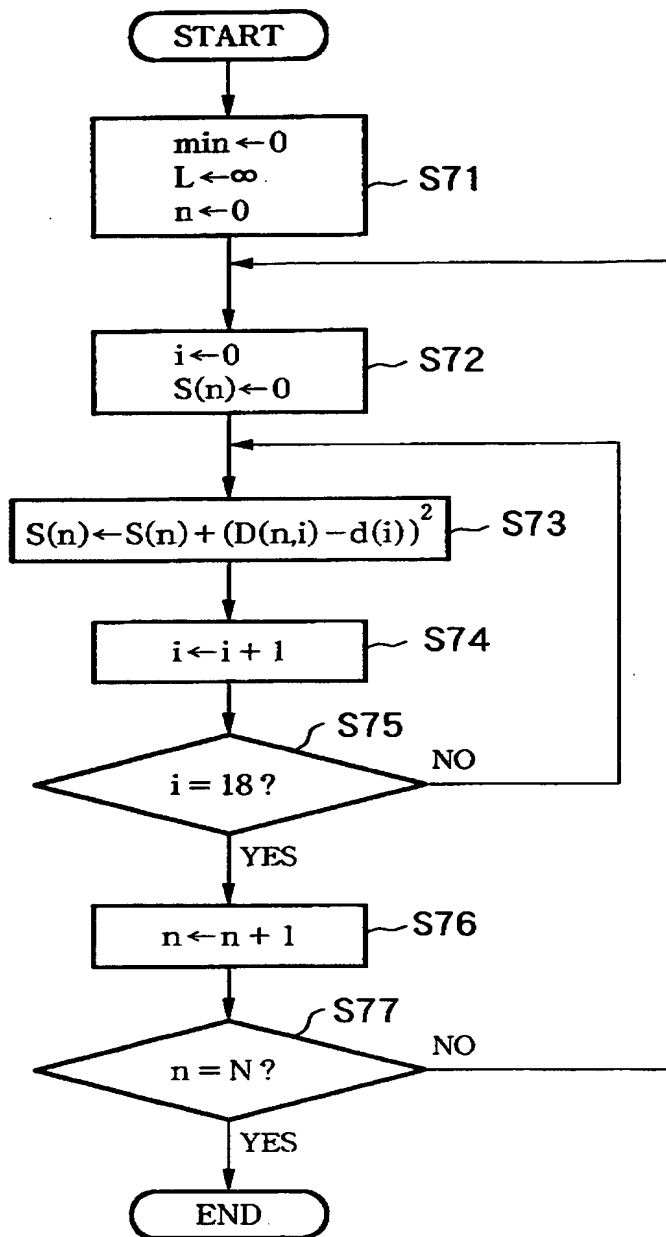 START
min←0
L←∞
n←0
S71
i←0
S(n)←0
S72
S(n)←S(n)+(D(n,i)−d(i))²
S73
i←i+1
S74
S75
i=18?
NO
YES
n←n+1
S76
S77
n=N?
NO
YES
END